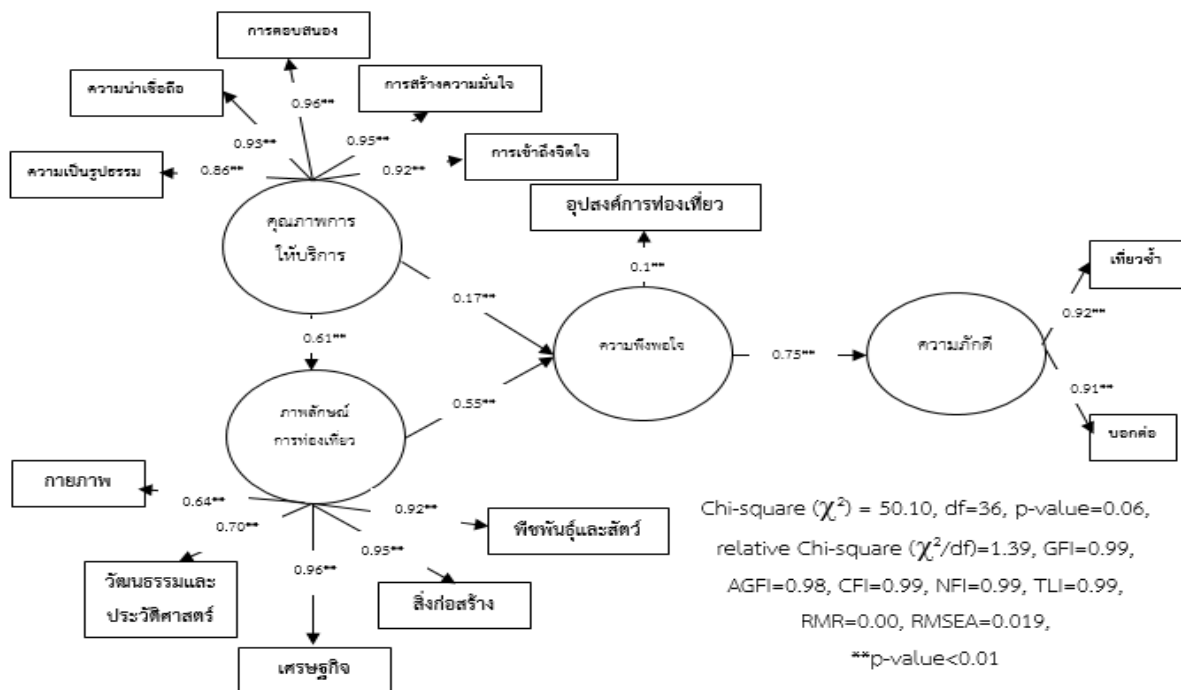 การตอบสนอง
ความน่าเชื่อถือ
การสร้างความมั่นใจ
0.96**
0.93**
0.95**
การเข้าถึงจิตใจ
ความเป็นรูปธรรม
0.86**
0.92**
อุปสงค์การท่องเที่ยว
คุณภาพการ
ให้บริการ
เที่ยวซ้ำ
0.1**
0.17**
0.92**
0.61**
ความพึงพอใจ
0.75**
ความภักดี
0.55**
0.91**
ภาพลักษณ์
การท่องเที่ยว
บอกต่อ
กายภาพ
0.64**
0.92**
0.70**
พืชพันธุ์และสัตว์
0.95**
0.96**
วัฒนธรรมและ
ประวัติศาสตร์
สิ่งก่อสร้าง
เศรษฐกิจ
Chi-square (χ²) = 50.10, df=36, p-value=0.06,
relative Chi-square (χ²/df)=1.39, GFI=0.99,
AGFI=0.98, CFI=0.99, NFI=0.99, TLI=0.99,
RMR=0.00, RMSEA=0.019,
**p-value<0.01